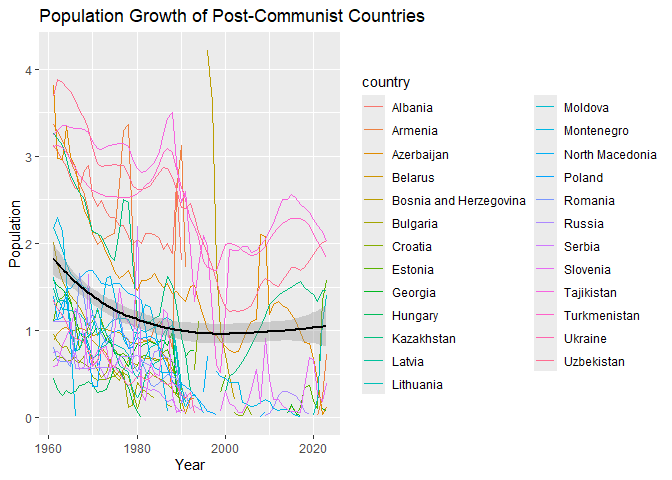 Population Growth of Post-Communist Countries
4
3
2
1
0
Population
1960
1980
2000
2020
Year
country
Albania
Armenia
Azerbaijan
Belarus
Bosnia and Herzegovina
Bulgaria
Croatia
Estonia
Georgia
Hungary
Kazakhstan
Latvia
Lithuania
Moldova
Montenegro
North Macedonia
Poland
Romania
Russia
Serbia
Slovenia
Tajikistan
Turkmenistan
Ukraine
Uzbekistan